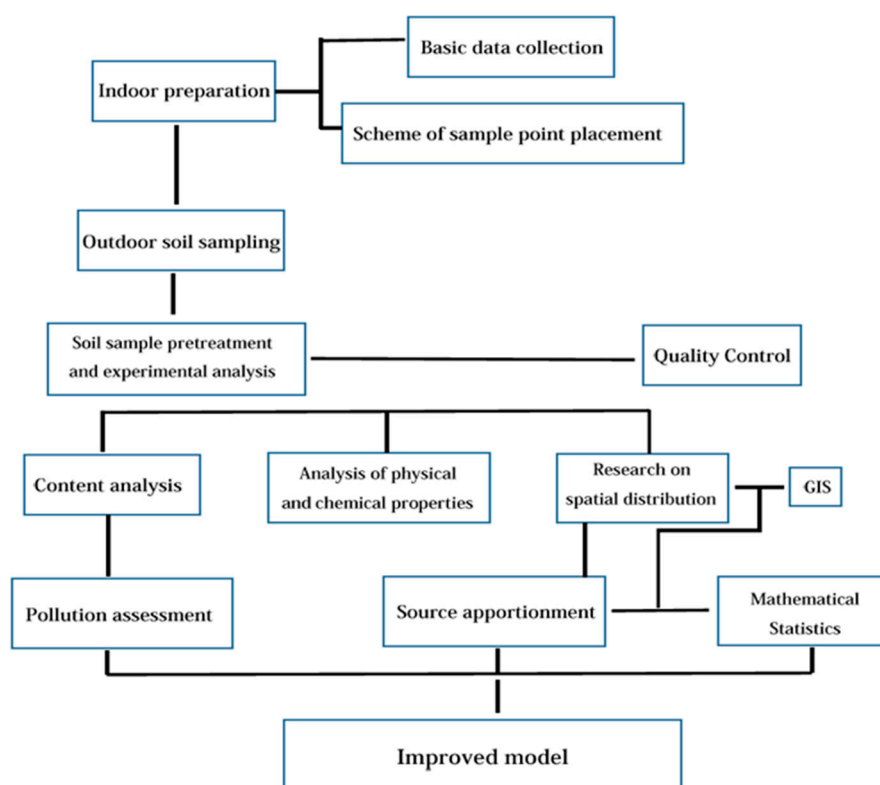 Basic data collection
Indoor preparation
Scheme of sample point placement
Outdoor soil sampling
Soil sample pretreatment
and experimental analysis
Quality Control
Content analysis
Analysis of physical
and chemical properties
Research on
spatial distribution
GIS
Pollution assessment
Source apportionment
Mathematical
Statistics
Improved model